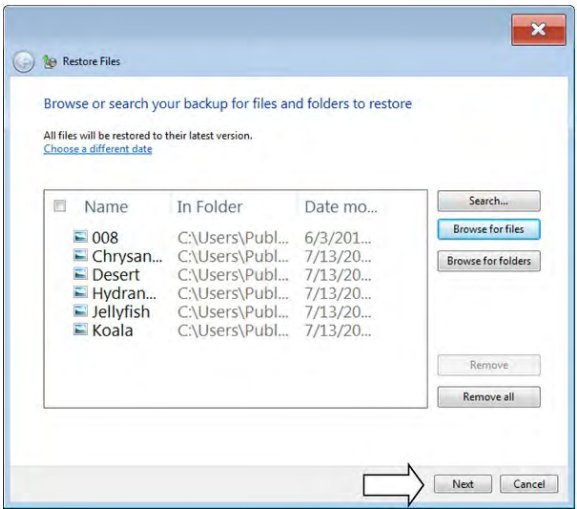 Restore Files
Browse or search your backup for files and folders to restore
All files will be restored to their latest version.
Choose a different date
Name In Folder Date mo...
008 C:\Users\Publ... 6/3/201...
Chrysan... C:\Users\Publ... 7/13/20...
Desert C:\Users\Publ... 7/13/20...
Hydran... C:\Users\Publ... 7/13/20...
Jellyfish C:\Users\Publ... 7/13/20...
Koala C:\Users\Publ... 7/13/20...
Search...
Browse for files
Browse for folders
Remove
Remove all
Next Cancel